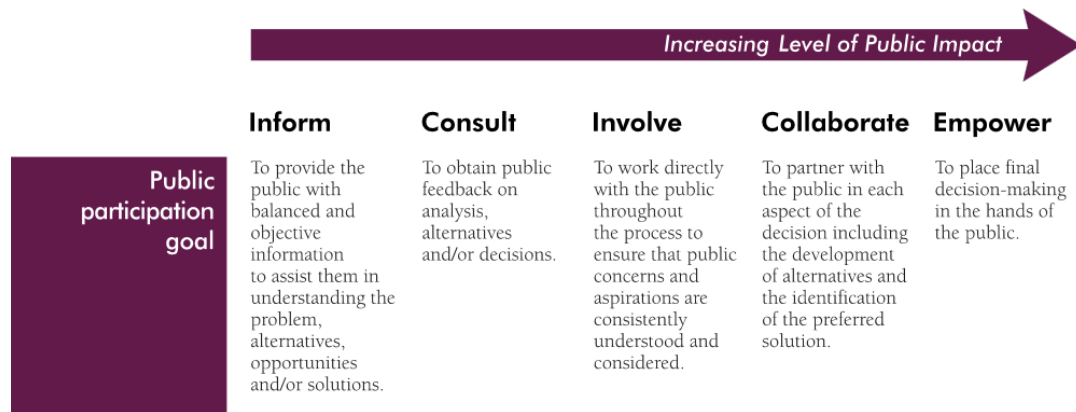 Increasing Level of Public Impact
Inform
Consult
Involve
Collaborate
Empower
Public
participation
goal
To provide the
public with
balanced and
objective
information
to assist them in
understanding the
problem,
alternatives,
opportunities
and/or solutions.
To obtain public
feedback on
analysis,
alternatives
and/or decisions.
To work directly
with the public
throughout
the process to
ensure that public
concerns and
aspirations are
consistently
understood and
considered.
To partner with
the public in each
aspect of the
decision including
the development
of alternatives and
the identification
of the preferred
solution.
To place final
decision-making
in the hands of
the public.